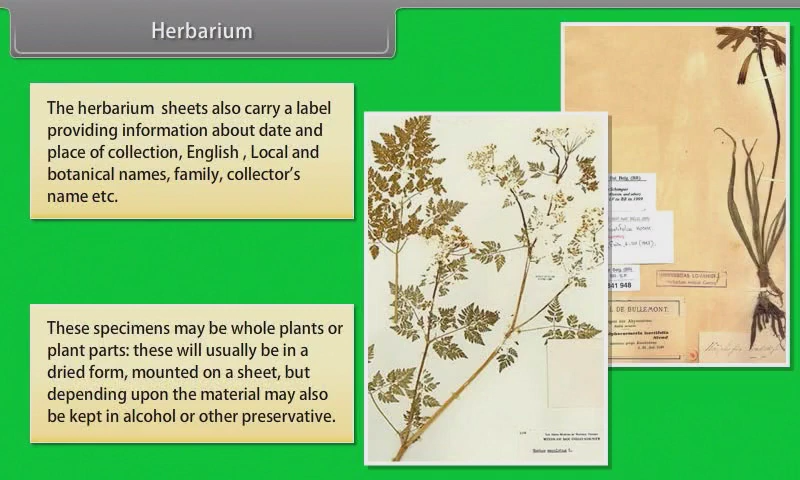 Herbarium
The herbarium sheets also carry a label
providing information about date and
place of collection, English , Local and
botanical names, family, collector's
name etc.
These specimens may be whole plants or
plant parts: these will usually be in a
dried form, mounted on a sheet, but
depending upon the material may also
be kept in alcohol or other preservative.
L DE BULLEMONT.